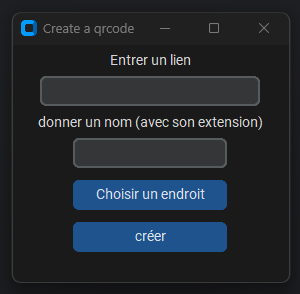 Create a qrcode
Entrer un lien
donner un nom (avec son extension)
Choisir un endroit
créer